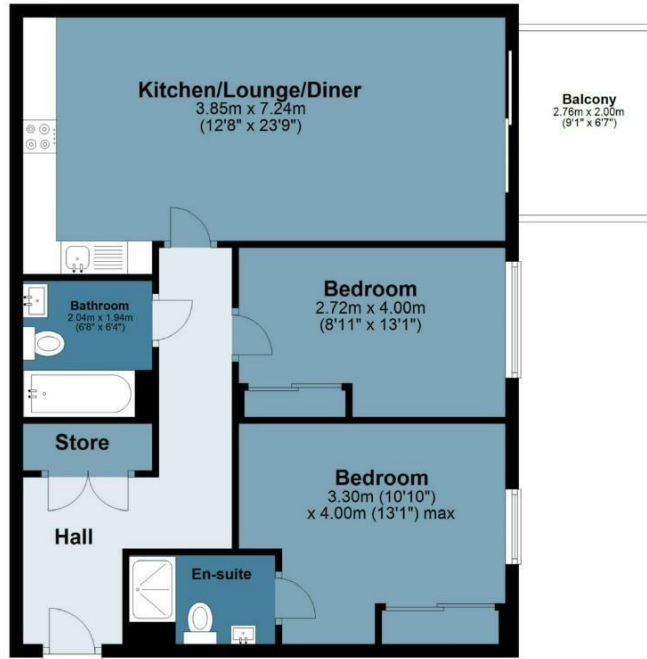 Kitchen/Lounge/Diner
3.85m x 7.24m
(12'8" x 23'9")
Balcony
2.76m x 2.00m
(9'1" x 6'7")
Bedroom
2.72m x 4.00m
(8'11" x 13'1")
Bathroom
2.04m x 1.94m
(6'8" x 6'4")
Store
Bedroom
3.30m (10'10")
x 4.00m (13'1") max
Hall
En-suite